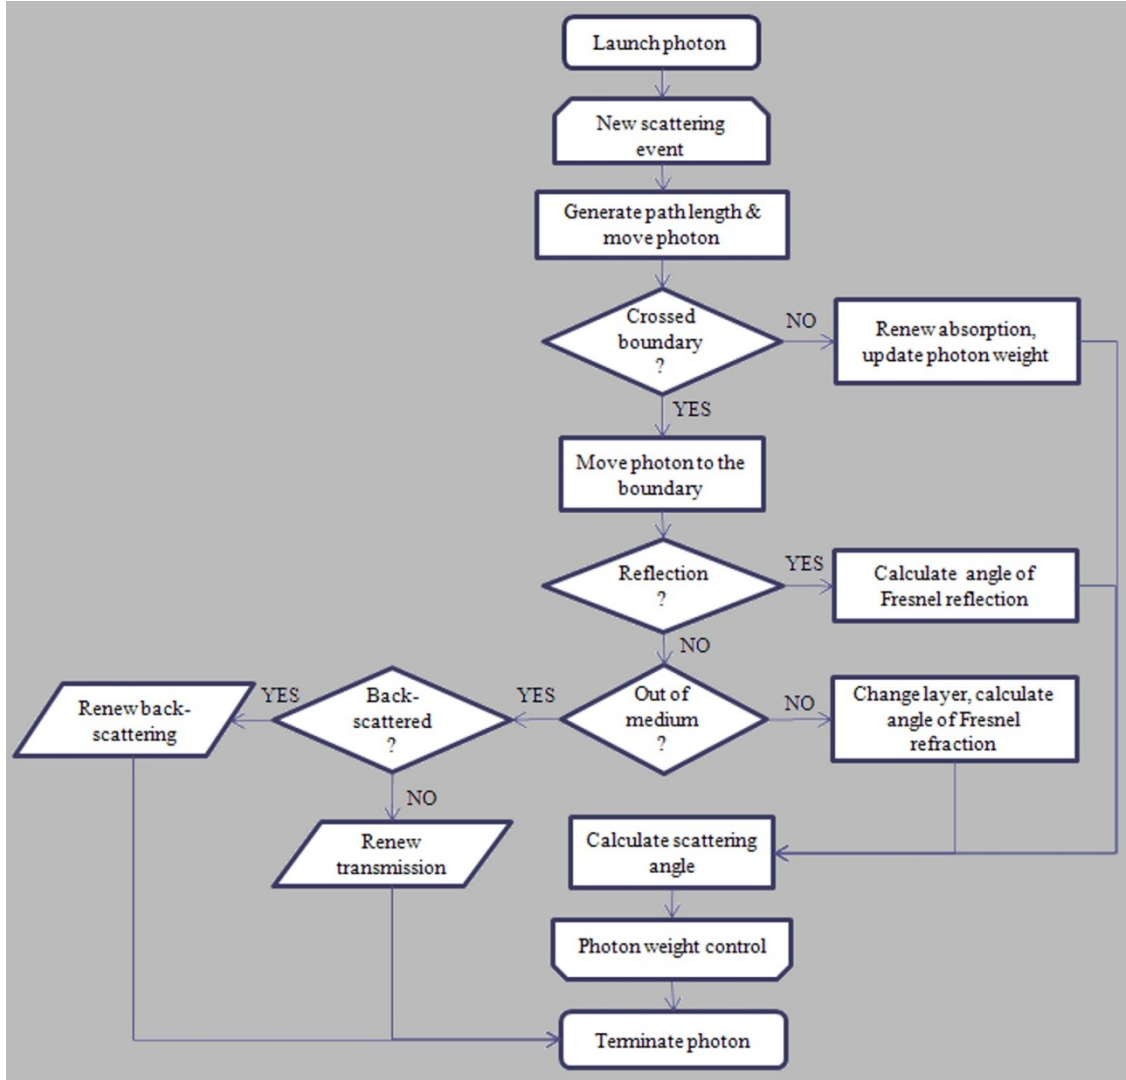 Launch photon
New scattering
event
Generate path length &
move photon
Crossed
boundary
?
NO
Renew absorption,
update photon weight
YES
Move photon to the
boundary
Reflection
?
YES
Calculate angle of
Fresnel reflection
NO
Out of
medium
?
NO
Change layer, calculate
angle of Fresnel
refraction
YES
Back-
scattered
?
YES
Renew back-
scattering
NO
Renew
transmission
Calculate scattering
angle
Photon weight control
Terminate photon